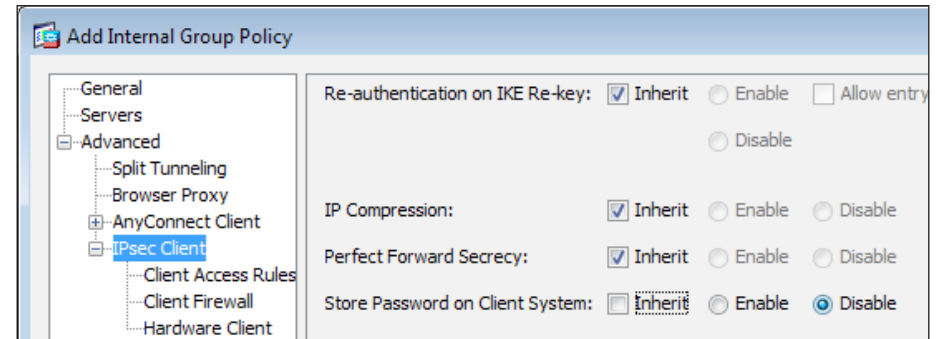 Add Internal Group Policy
General
Servers
Advanced
Split Tunneling
Browser Proxy
AnyConnect Client
IPsec Client
Client Access Rules
Client Firewall
Hardware Client
Re-authentication on IKE Re-key: Inherit Enable Allow entry
Disable
IP Compression: Inherit Enable Disable
Perfect Forward Secrecy: Inherit Enable Disable
Store Password on Client System: Inherit Enable Disable